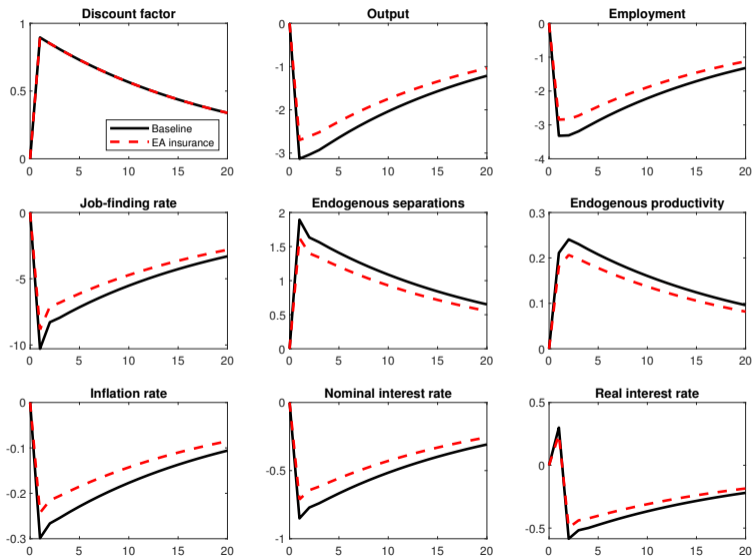 Discount factor
1
0.5
0
0 5 10 15 20
Baseline
EA insurance
Output
0
-1
-2
-3
0 5 10 15 20
Employment
0
-1
-2
-3
-4
0 5 10 15 20
Job-finding rate
0
-5
-10
0 5 10 15 20
Endogenous separations
2
1.5
1
0.5
0
0 5 10 15 20
Endogenous productivity
0.3
0.2
0.1
0
0 5 10 15 20
Inflation rate
0
-0.1
-0.2
-0.3
0 5 10 15 20
Nominal interest rate
0
-0.5
-1
0 5 10 15 20
Real interest rate
0.5
0
-0.5
0 5 10 15 20